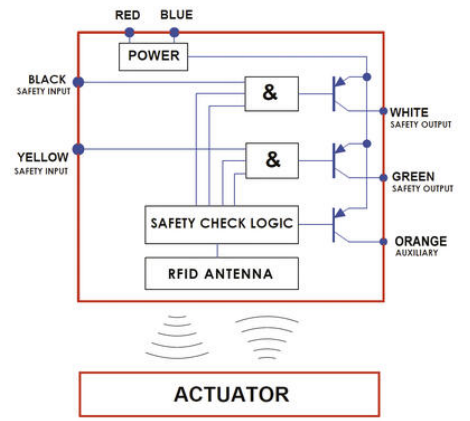 RED BLUE
POWER
BLACK
SAFETY INPUT
&
WHITE
SAFETY OUTPUT
YELLOW
SAFETY INPUT
&
GREEN
SAFETY OUTPUT
SAFETY CHECK LOGIC
ORANGE
AUXILIARY
RFID ANTENNA
ACTUATOR